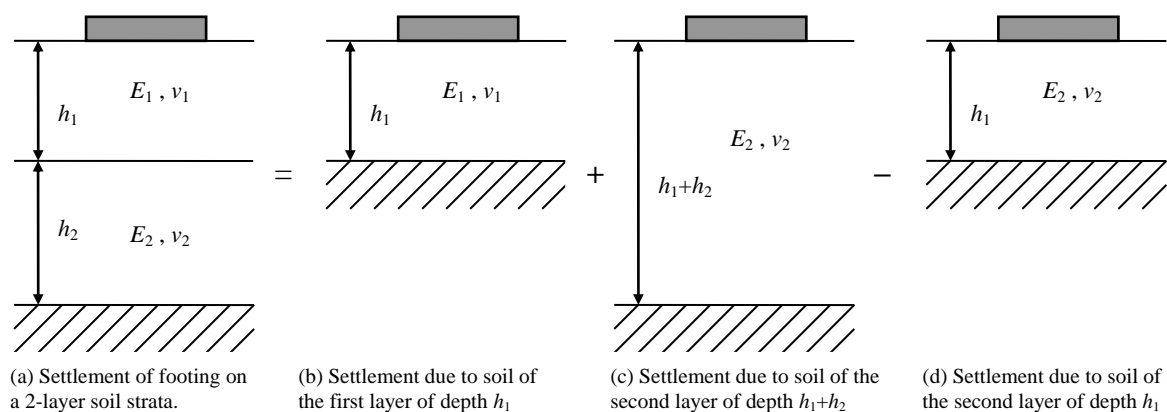 E₁ , v₁
h₁
h₂
E₂ , v₂
=
E₁ , v₁
h₁
+
E₂ , v₂
h₁+h₂
−
E₂ , v₂
h₁
(a) Settlement of footing on
a 2-layer soil strata.
(b) Settlement due to soil of
the first layer of depth h₁
(c) Settlement due to soil of the
second layer of depth h₁+h₂
(d) Settlement due to soil of
the second layer of depth h₁